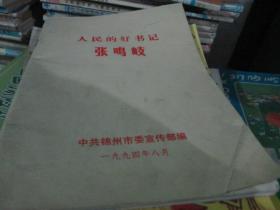 人民的好书记
张鸣岐
中共锦州市委宣传部编
一九九四年八月